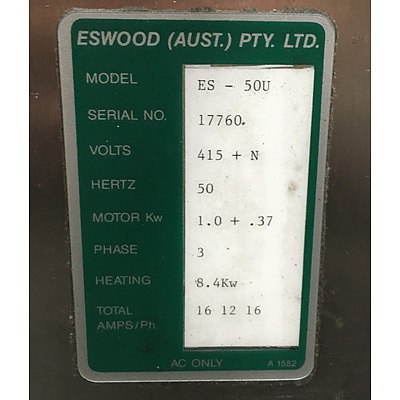 ESWOOD (AUST.) PTY. LTD.
MODEL ES - 50U
SERIAL NO. 17760.
VOLTS 415 + N
HERTZ 50
MOTOR Kw 1.0 + .37
PHASE 3
HEATING 8.4Kw
TOTAL 16 12 16
AMPS/Ph.
AC ONLY A 1552